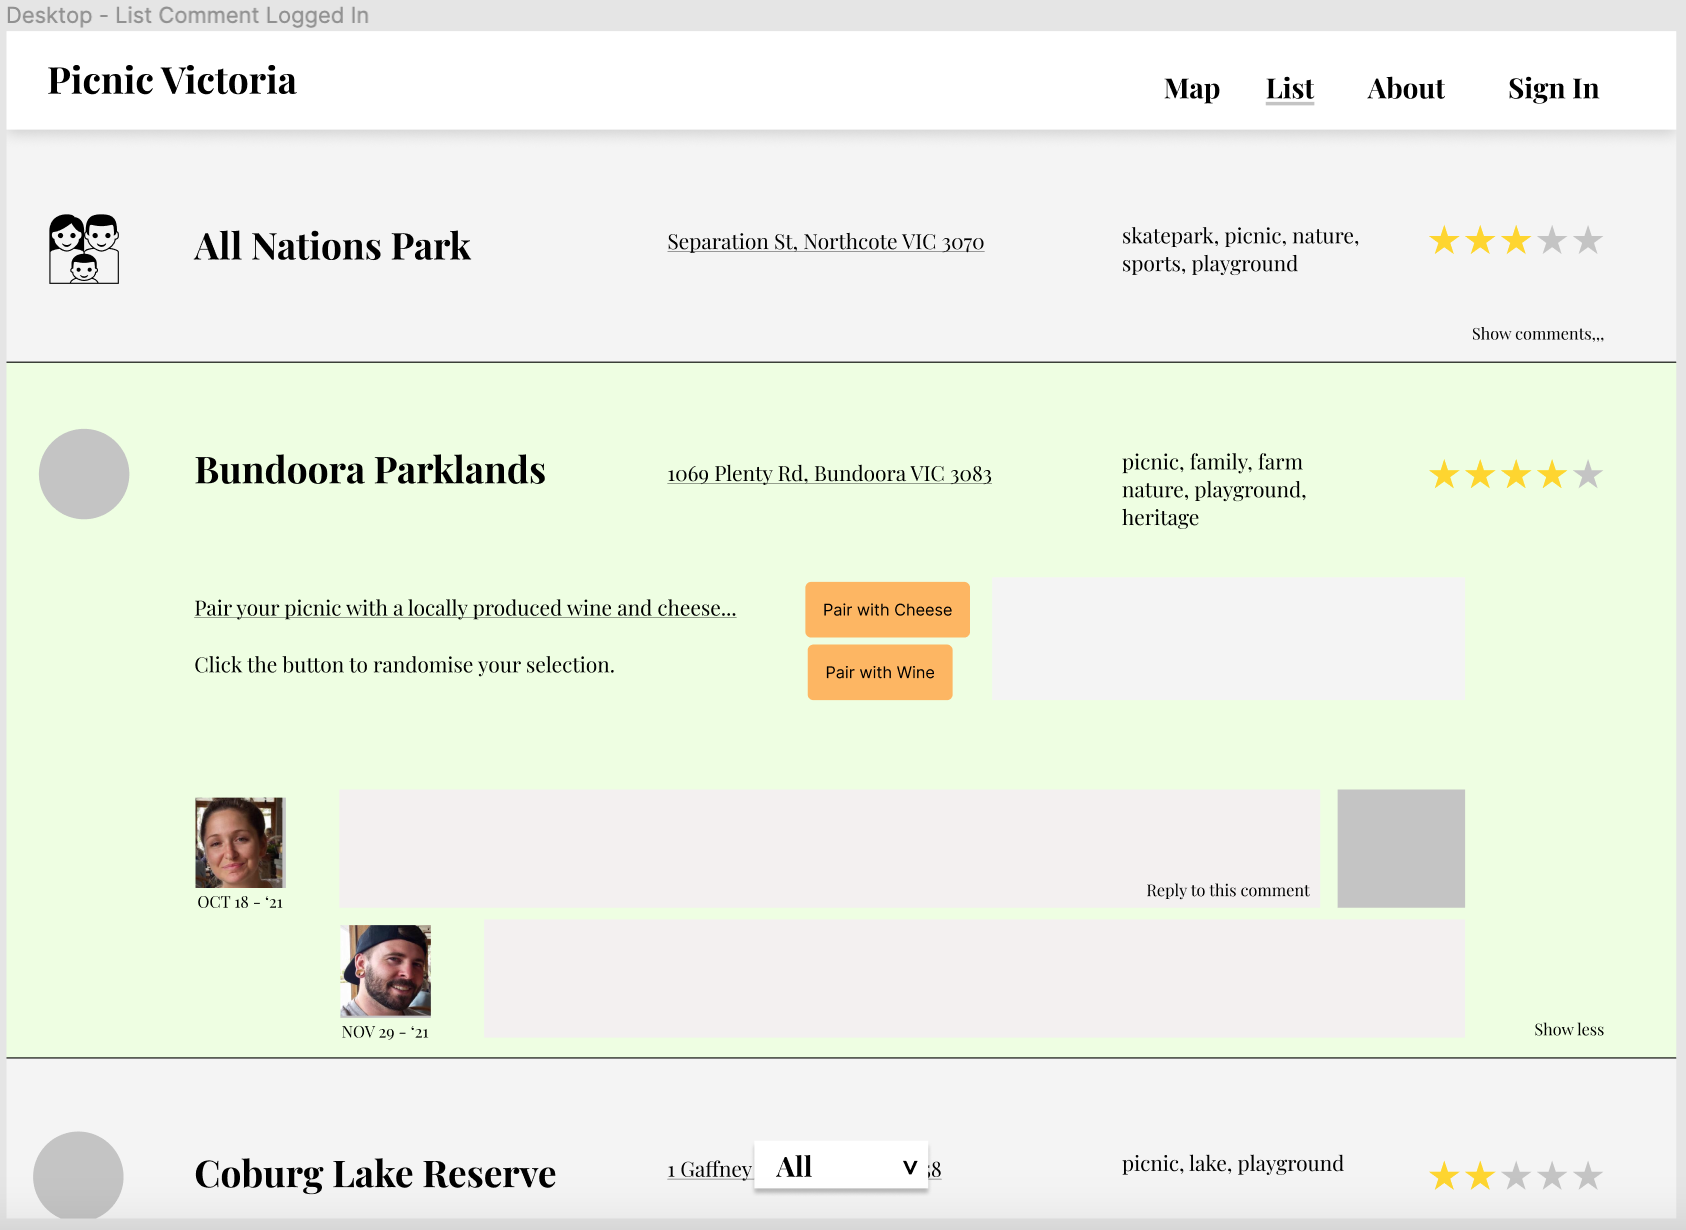 Desktop - List Comment Logged In
Picnic Victoria
Map
List
About
Sign In
All Nations Park
Separation St, Northcote VIC 3070
skatepark, picnic, nature,
sports, playground
Show comments,,,
Bundoora Parklands
1069 Plenty Rd, Bundoora VIC 3083
picnic, family, farm
nature, playground,
heritage
Pair your picnic with a locally produced wine and cheese...
Pair with Cheese
Click the button to randomise your selection.
Pair with Wine
Reply to this comment
OCT 18 - ‘21
NOV 29 - ‘21
Show less
Coburg Lake Reserve
1 Gaffney
All
v
picnic, lake, playground